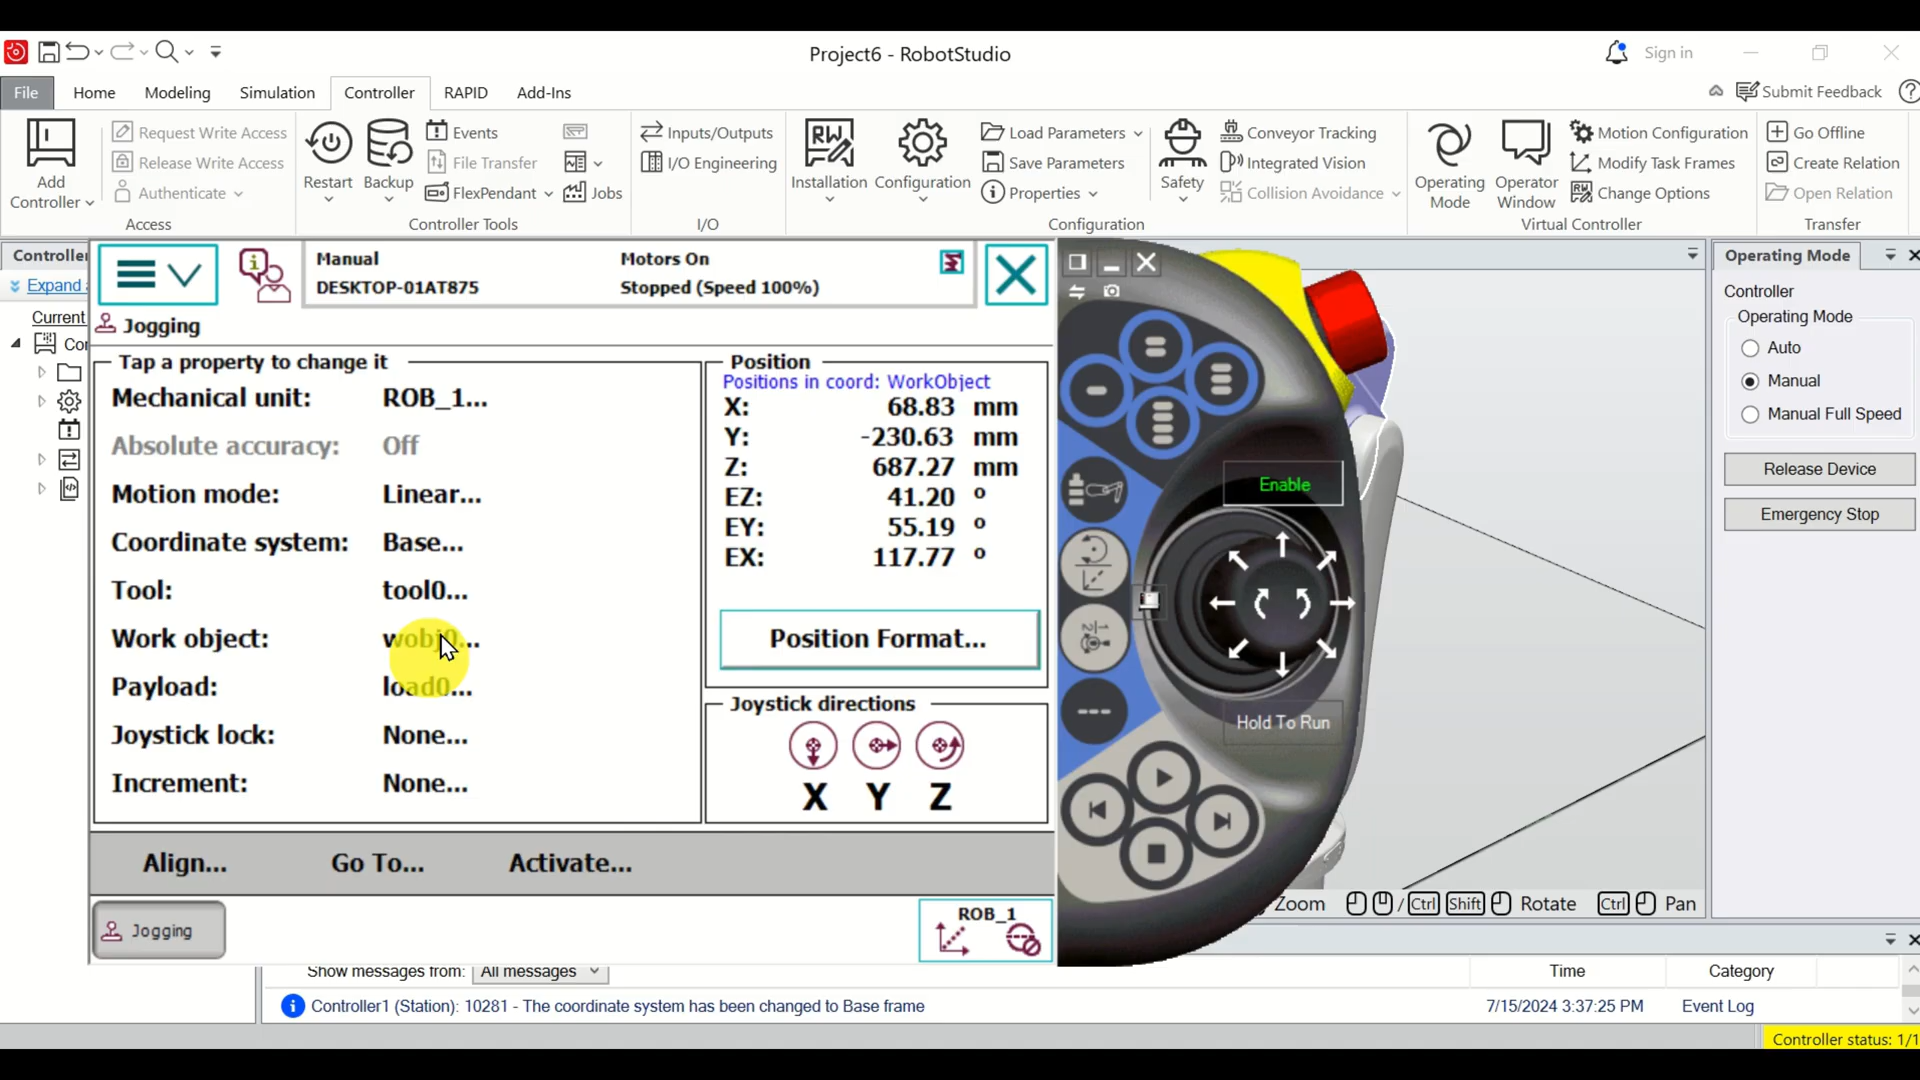 Project6 - RobotStudio
Sign in
File
Home
Modeling
Simulation
Controller
RAPID
Add-Ins
Submit Feedback
Add Controller
Request Write Access
Release Write Access
Authenticate
Access
Restart
Backup
Events
File Transfer
FlexPendant
Jobs
Controller Tools
Inputs/Outputs
I/O Engineering
I/O
Installation
Configuration
Load Parameters
Save Parameters
Properties
Safety
Conveyor Tracking
Integrated Vision
Collision Avoidance
Configuration
Operating Mode
Operator Window
Motion Configuration
Modify Task Frames
Change Options
Virtual Controller
Go Offline
Create Relation
Open Relation
Transfer
Controller
Expand
Current
Manual
DESKTOP-01AT875
Motors On
Stopped (Speed 100%)
Jogging
Tap a property to change it
Mechanical unit: ROB_1...
Absolute accuracy: Off
Motion mode: Linear...
Coordinate system: Base...
Tool: tool0...
Work object: wobj0...
Payload: load0...
Joystick lock: None...
Increment: None...
Position
Positions in coord: WorkObject
X: 68.83 mm
Y: -230.63 mm
Z: 687.27 mm
EZ: 41.20 °
EY: 55.19 °
EX: 117.77 °
Position Format...
Joystick directions
X Y Z
Align... Go To... Activate...
Jogging
ROB_1
Enable
Hold To Run
Operating Mode
Controller
Operating Mode
Auto
Manual
Manual Full Speed
Release Device
Emergency Stop
Zoom
Ctrl Shift Rotate
Ctrl Pan
Show messages from: All messages
Time
Category
Controller1 (Station): 10281 - The coordinate system has been changed to Base frame
7/15/2024 3:37:25 PM
Event Log
Controller status: 1/1